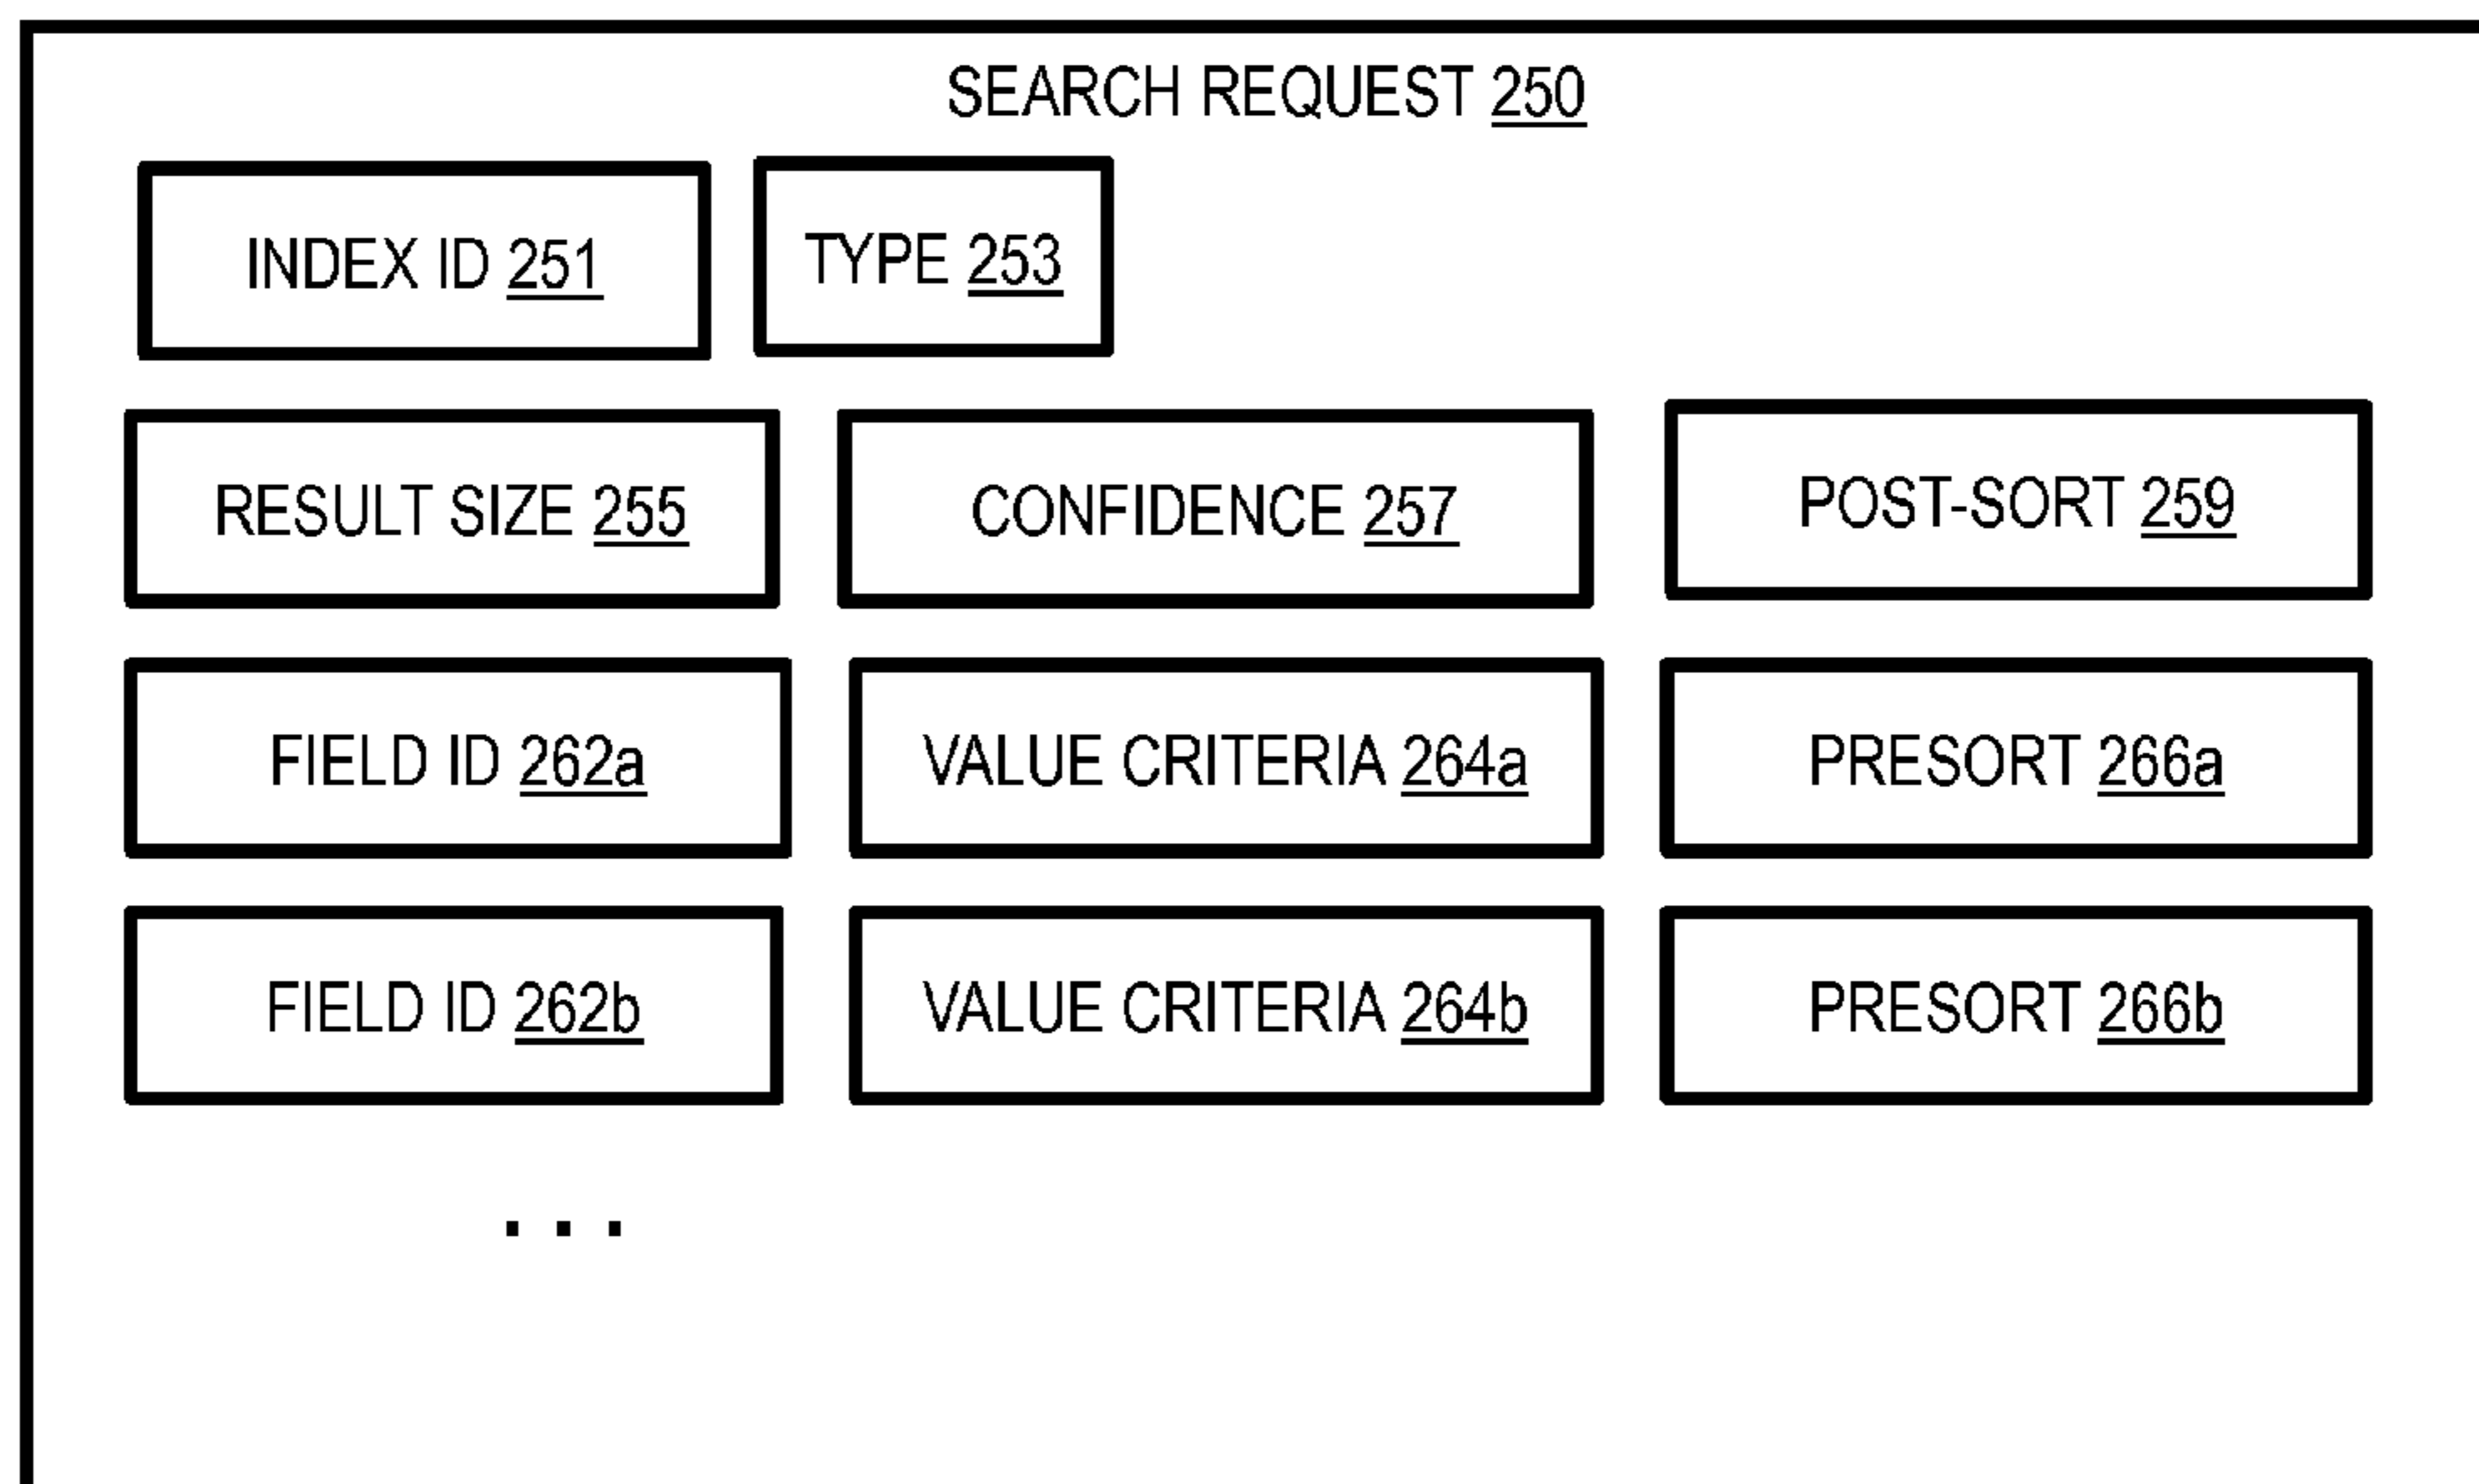 SEARCH REQUEST 250
INDEX ID 251
TYPE 253
RESULT SIZE 255
CONFIDENCE 257
POST-SORT 259
FIELD ID 262a
VALUE CRITERIA 264a
PRESORT 266a
FIELD ID 262b
VALUE CRITERIA 264b
PRESORT 266b
...